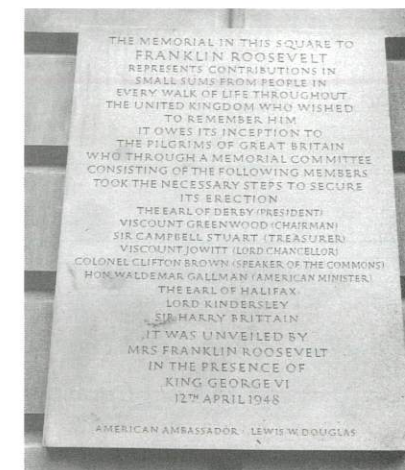 THE MEMORIAL IN THIS SQUARE TO
FRANKLIN ROOSEVELT
REPRESENTS CONTRIBUTIONS IN
SMALL SUMS FROM PEOPLE IN
EVERY WALK OF LIFE THROUGHOUT
THE UNITED KINGDOM WHO WISHED
TO REMEMBER HIM
IT OWES ITS INCEPTION TO
THE PILGRIMS OF GREAT BRITAIN
WHO THROUGH A MEMORIAL COMMITTEE
CONSISTING OF THE FOLLOWING MEMBERS
TOOK THE NECESSARY STEPS TO SECURE
ITS ERECTION
THE EARL OF DERBY (PRESIDENT)
VISCOUNT GREENWOOD (CHAIRMAN)
SIR CAMPBELL STUART (TREASURER)
VISCOUNT JOWITT (LORD CHANCELLOR)
COLONEL CLIFTON BROWN (SPEAKER OF THE COMMONS)
HON. WALDEMAR GALLMAN (AMERICAN MINISTER)
THE EARL OF HALIFAX
LORD KINDERSLEY
SIR HARRY BRITTAIN
IT WAS UNVEILED BY
MRS FRANKLIN ROOSEVELT
IN THE PRESENCE OF
KING GEORGE VI
12TH APRIL 1948
AMERICAN AMBASSADOR · LEWIS W. DOUGLAS